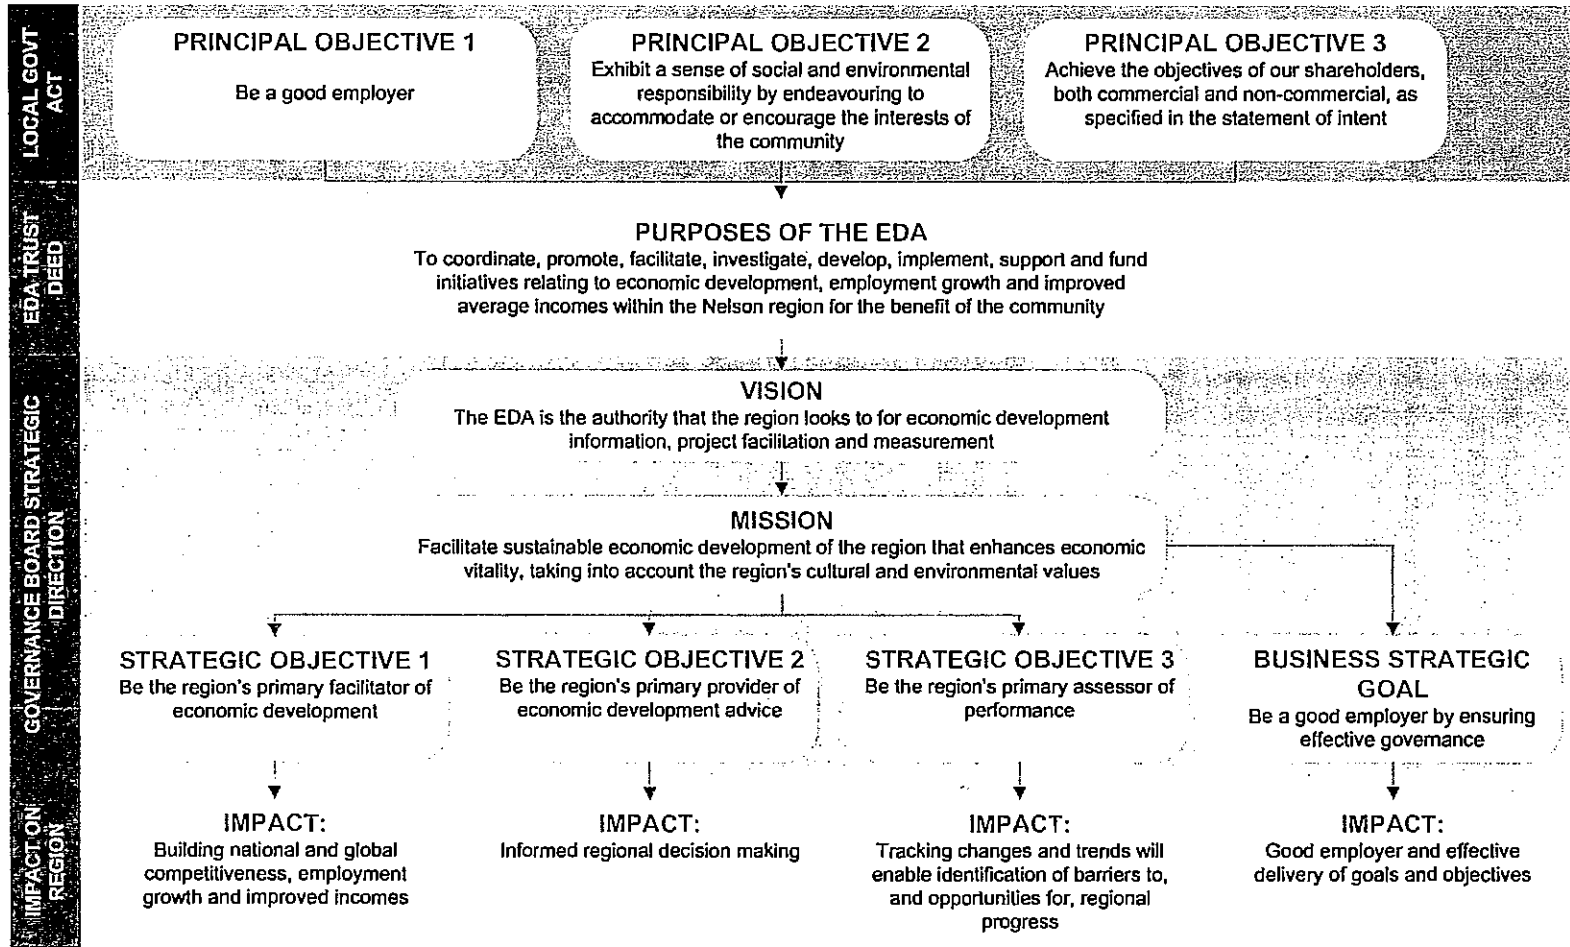 LOCAL GOVT
ACT
PRINCIPAL OBJECTIVE 1
Be a good employer
PRINCIPAL OBJECTIVE 2
Exhibit a sense of social and environmental
responsibility by endeavouring to
accommodate or encourage the interests of
the community
PRINCIPAL OBJECTIVE 3
Achieve the objectives of our shareholders,
both commercial and non-commercial, as
specified in the statement of intent
EDA TRUST
DEED
PURPOSES OF THE EDA
To coordinate, promote, facilitate, investigate, develop, implement, support and fund
initiatives relating to economic development, employment growth and improved
average incomes within the Nelson region for the benefit of the community
GOVERNANCE BOARD STRATEGIC
DIRECTION
VISION
The EDA is the authority that the region looks to for economic development
information, project facilitation and measurement
MISSION
Facilitate sustainable economic development of the region that enhances economic
vitality, taking into account the region's cultural and environmental values
STRATEGIC OBJECTIVE 1
Be the region's primary facilitator of
economic development
STRATEGIC OBJECTIVE 2
Be the region's primary provider of
economic development advice
STRATEGIC OBJECTIVE 3
Be the region's primary assessor of
performance
BUSINESS STRATEGIC
GOAL
Be a good employer by ensuring
effective governance
IMPACT ON
REGION
IMPACT:
Building national and global
competitiveness, employment
growth and improved incomes
IMPACT:
Informed regional decision making
IMPACT:
Tracking changes and trends will
enable identification of barriers to,
and opportunities for, regional
progress
IMPACT:
Good employer and effective
delivery of goals and objectives